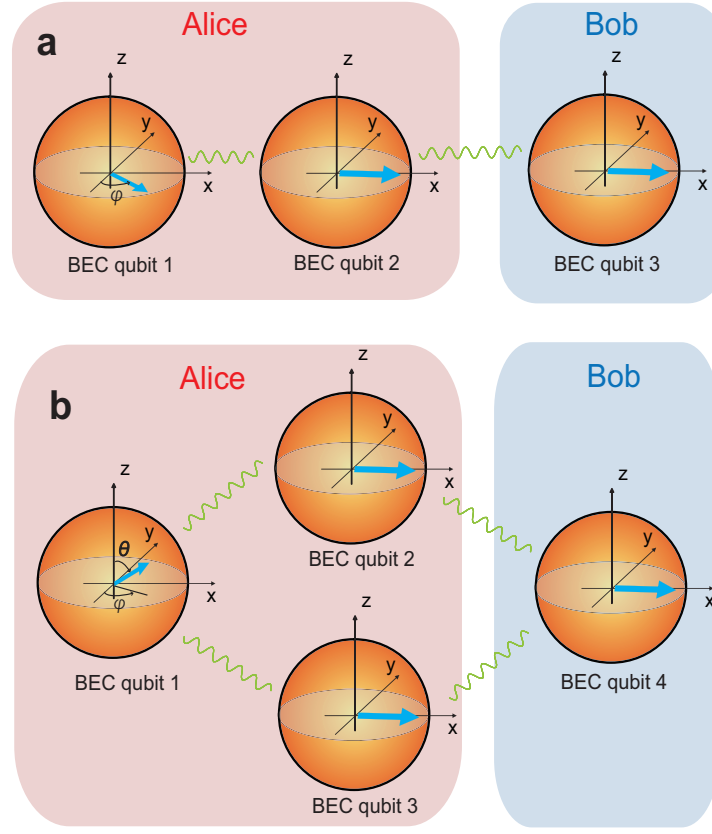 a
Alice
Bob
z
y
x
φ
BEC qubit 1
z
y
x
BEC qubit 2
z
y
x
BEC qubit 3
b
Alice
Bob
z
y
x
θ
φ
BEC qubit 1
z
y
x
BEC qubit 2
z
y
x
BEC qubit 3
z
y
x
BEC qubit 4